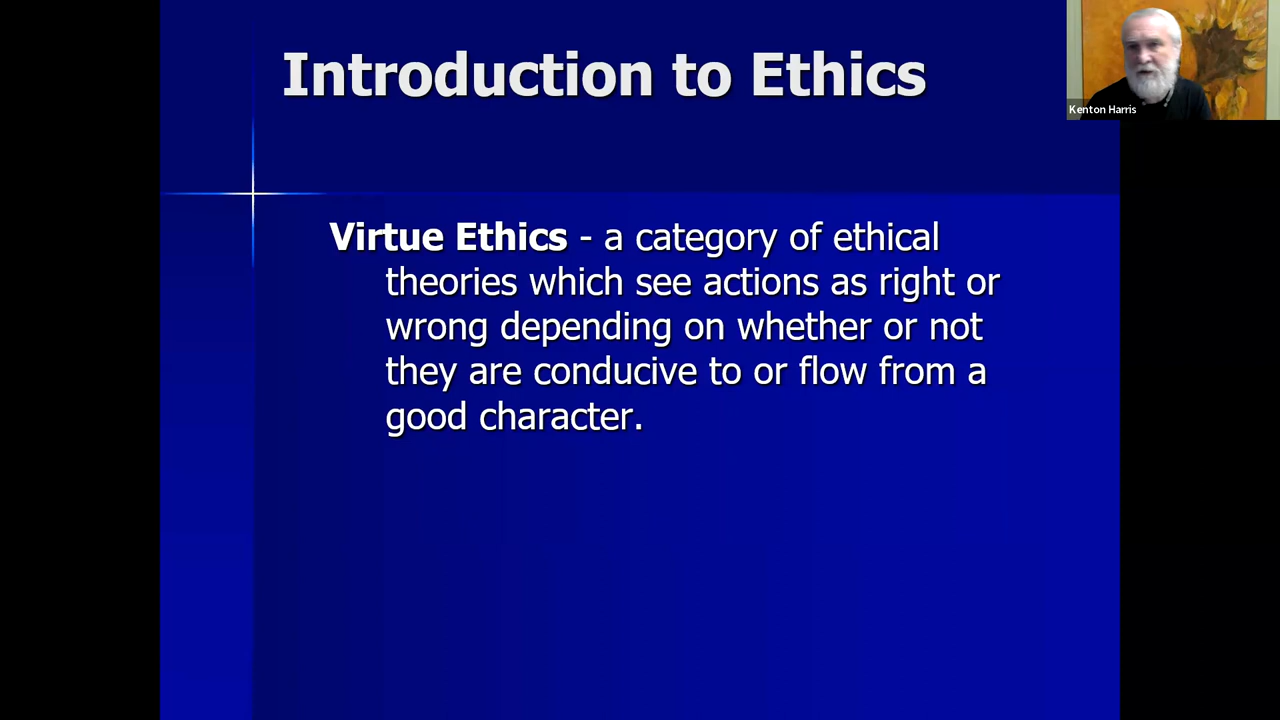 Introduction to Ethics
Kenton Harris
Virtue Ethics - a category of ethical
theories which see actions as right or
wrong depending on whether or not
they are conducive to or flow from a
good character.